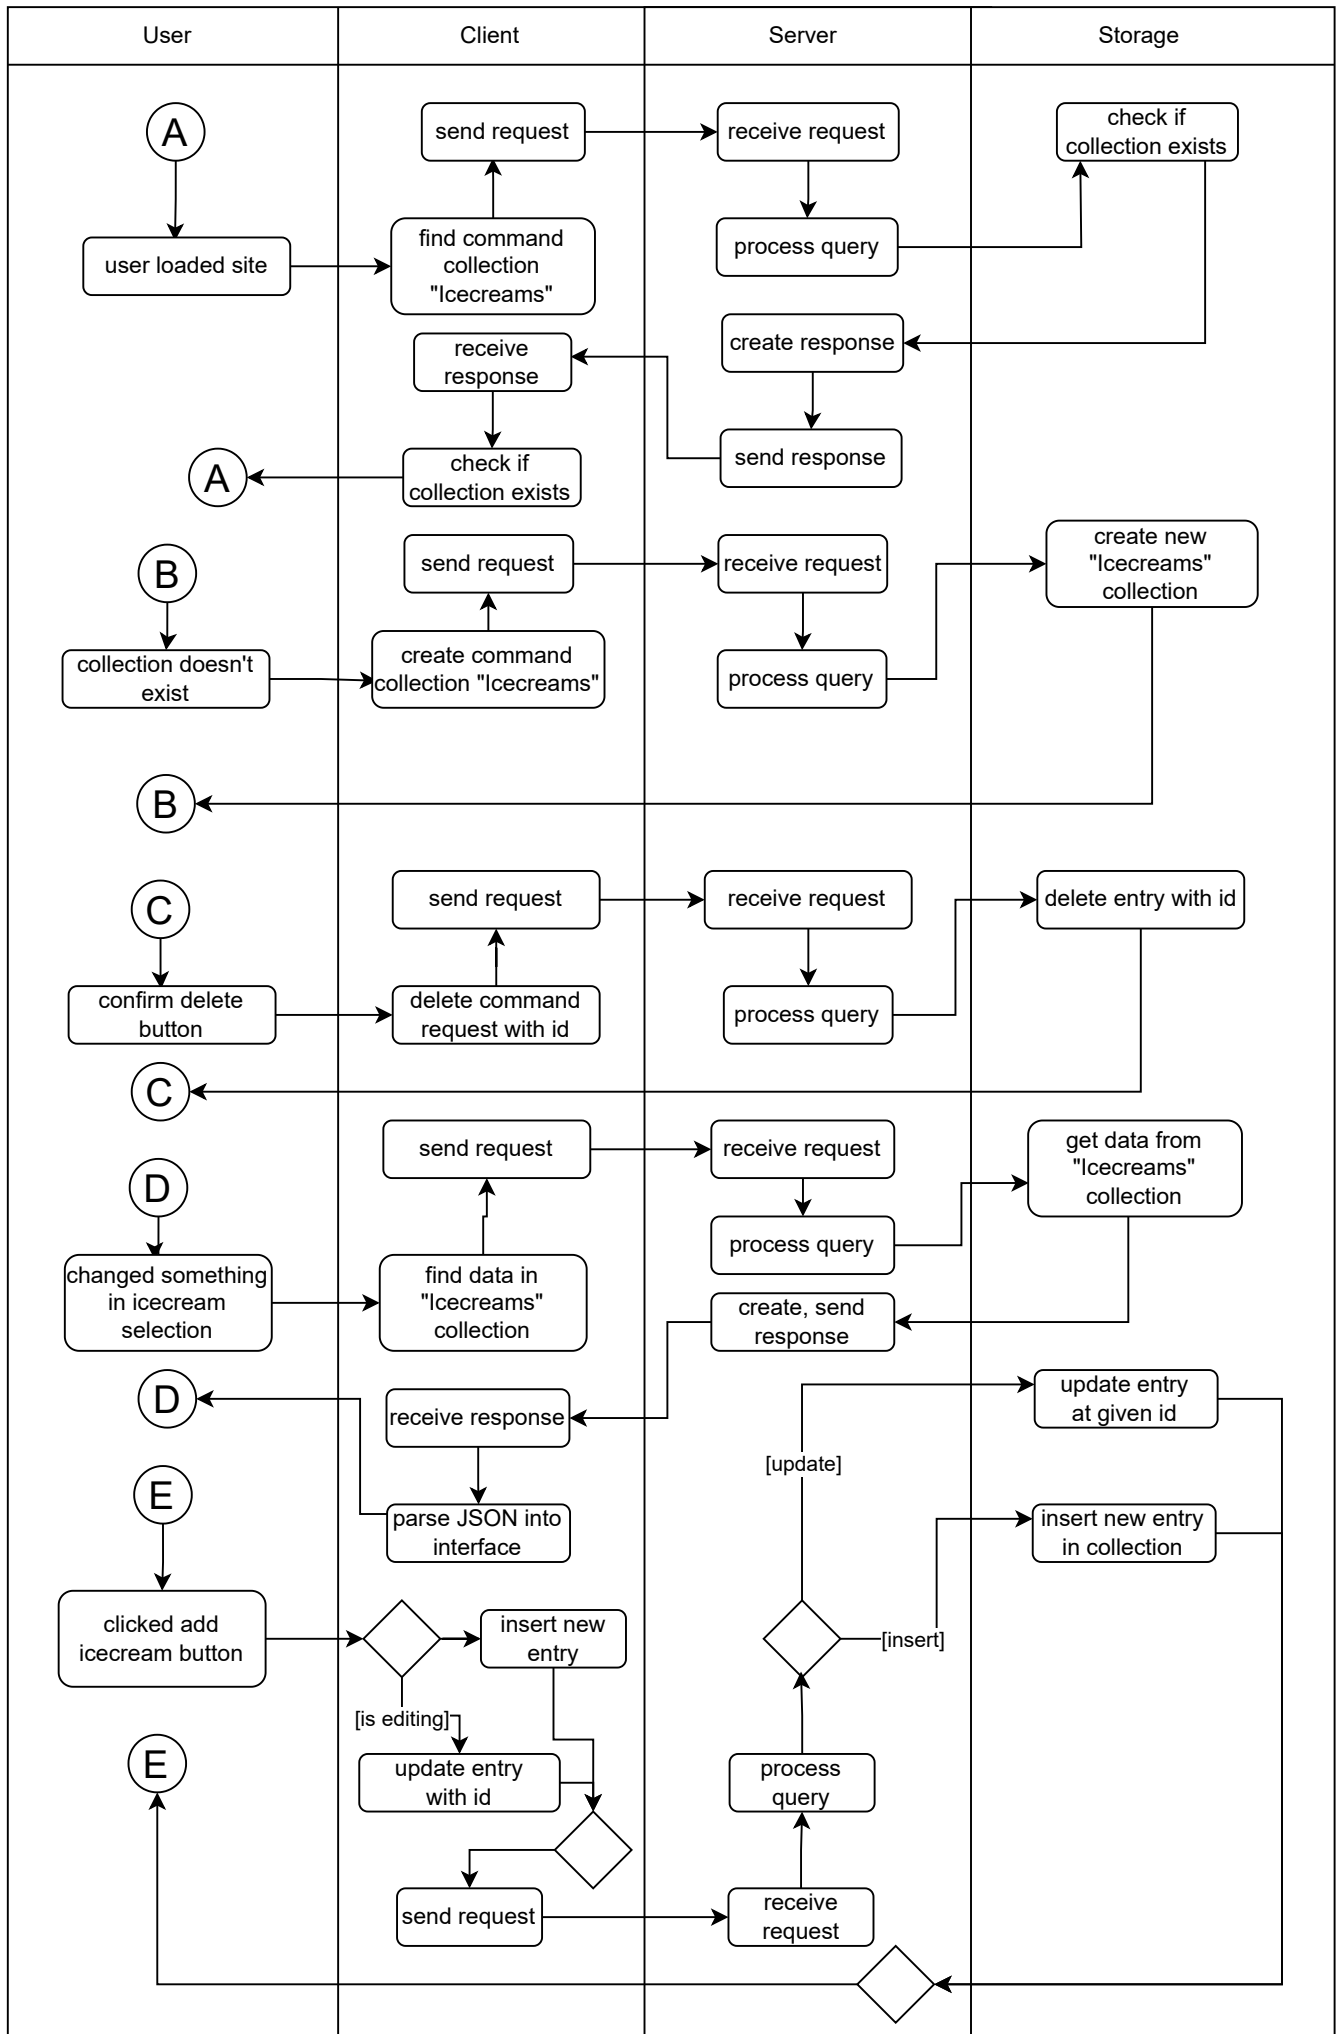 User
Client
Server
Storage
A
send request
receive request
check if
collection exists
user loaded site
find command
collection
"Icecreams"
process query
receive
response
create response
A
check if
collection exists
send response
B
send request
receive request
create new
"Icecreams"
collection
collection doesn't
exist
create command
collection "Icecreams"
process query
B
C
send request
receive request
delete entry with id
confirm delete
button
delete command
request with id
process query
C
D
send request
receive request
get data from
"Icecreams"
collection
changed something
in icecream
selection
find data in
"Icecreams"
collection
process query
create, send
response
D
receive response
update entry
at given id
[update]
E
parse JSON into
interface
insert new entry
in collection
clicked add
icecream button
insert new
entry
[insert]
[is editing]
E
update entry
with id
process
query
send request
receive
request